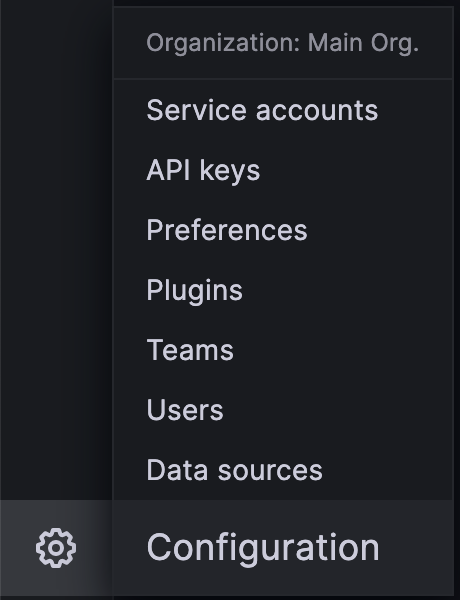 Organization: Main Org.
Service accounts
API keys
Preferences
Plugins
Teams
Users
Data sources
Configuration